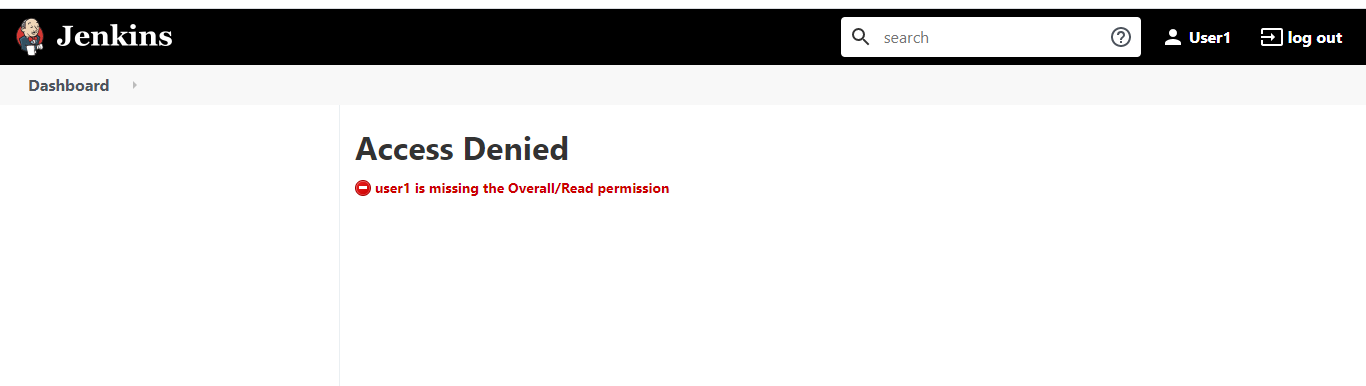 Jenkins
search
User1
log out
Dashboard
Access Denied
user1 is missing the Overall/Read permission